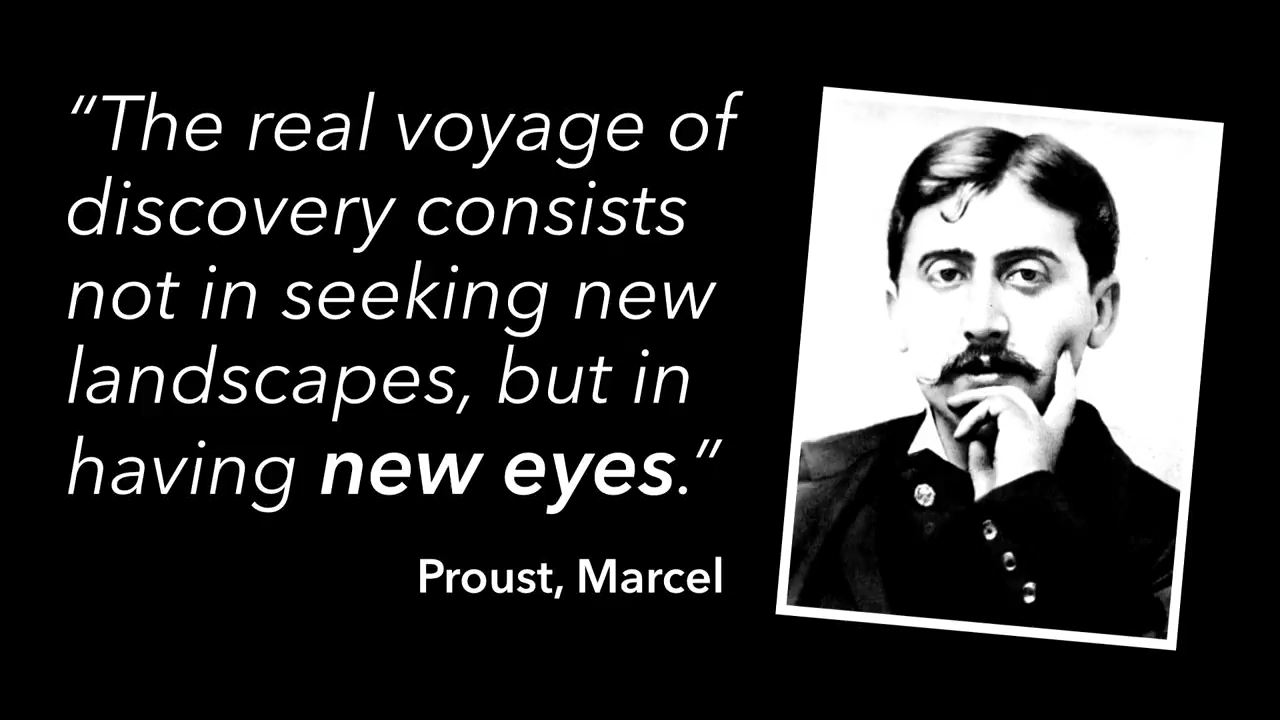 “The real voyage of
discovery consists
not in seeking new
landscapes, but in
having new eyes.”
Proust, Marcel